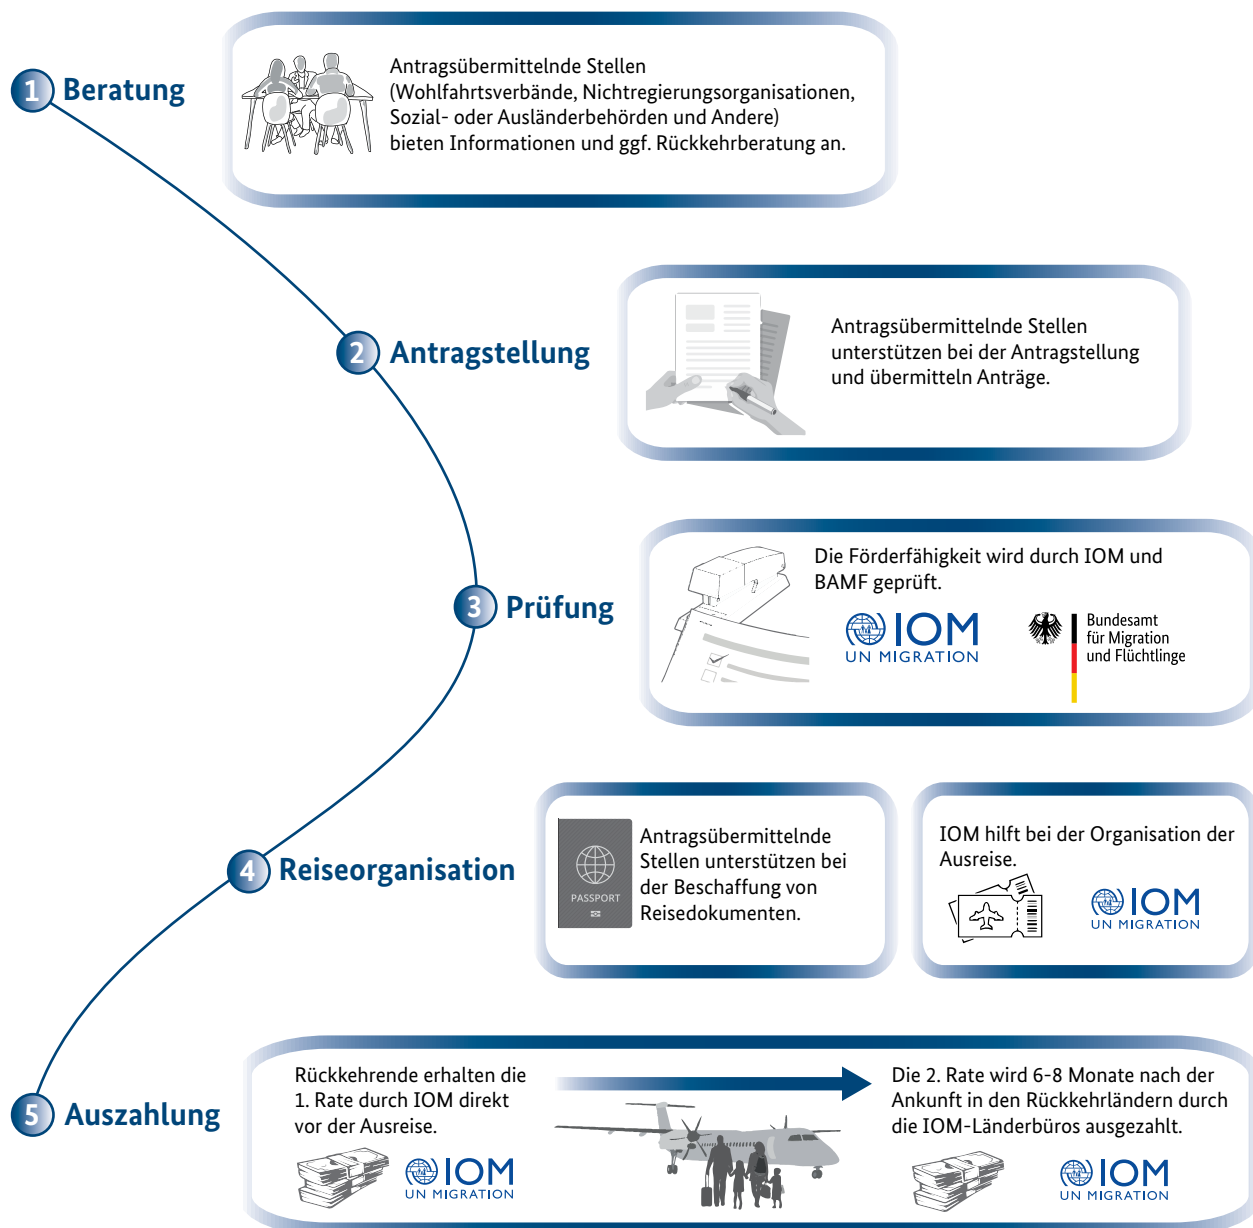 1 Beratung
Antragsübermittelnde Stellen
(Wohlfahrtsverbände, Nichtregierungsorganisationen,
Sozial- oder Ausländerbehörden und Andere)
bieten Informationen und ggf. Rückkehrberatung an.
2 Antragstellung
Antragsübermittelnde Stellen
unterstützen bei der Antragstellung
und übermitteln Anträge.
3 Prüfung
Die Förderfähigkeit wird durch IOM und
BAMF geprüft.
IOM
UN MIGRATION
Bundesamt
für Migration
und Flüchtlinge
4 Reiseorganisation
PASSPORT
Antragsübermittelnde
Stellen unterstützen bei
der Beschaffung von
Reisedokumenten.
IOM hilft bei der Organisation der
Ausreise.
IOM
UN MIGRATION
5 Auszahlung
Rückkehrende erhalten die
1. Rate durch IOM direkt
vor der Ausreise.
IOM
UN MIGRATION
Die 2. Rate wird 6-8 Monate nach der
Ankunft in den Rückkehrländern durch
die IOM-Länderbüros ausgezahlt.
IOM
UN MIGRATION